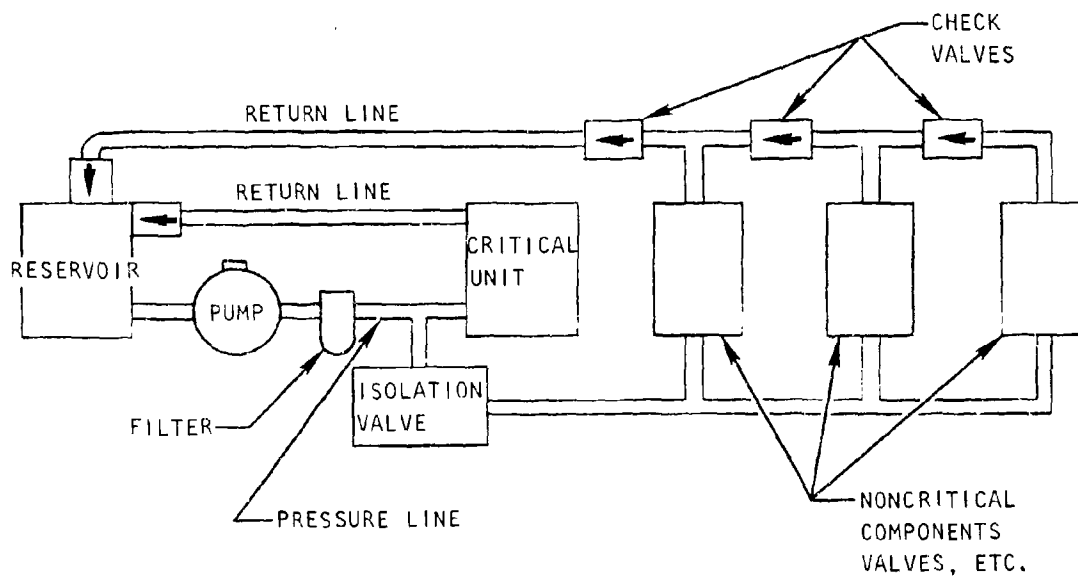 CHECK
VALVES
RETURN LINE
RETURN LINE
RESERVOIR
CRITICAL
UNIT
PUMP
ISOLATION
VALVE
FILTER
PRESSURE LINE
NONCRITICAL
COMPONENTS
VALVES, ETC.